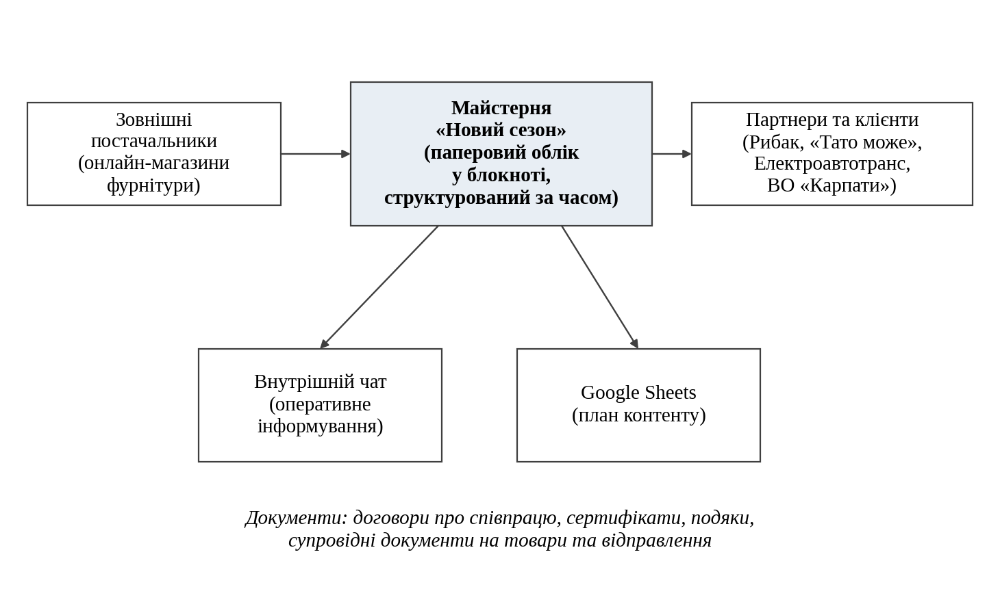 Зовнішні
постачальники
(онлайн-магазини
фурнітури)
Майстерня
«Новий сезон»
(паперовий облік
у блокноті,
структурований за часом)
Партнери та клієнти
(Рибак, «Тато може»,
Електроавтотранс,
ВО «Карпати»)
Внутрішній чат
(оперативне
інформування)
Google Sheets
(план контенту)
Документи: договори про співпрацю, сертифікати, подяки,
супровідні документи на товари та відправлення